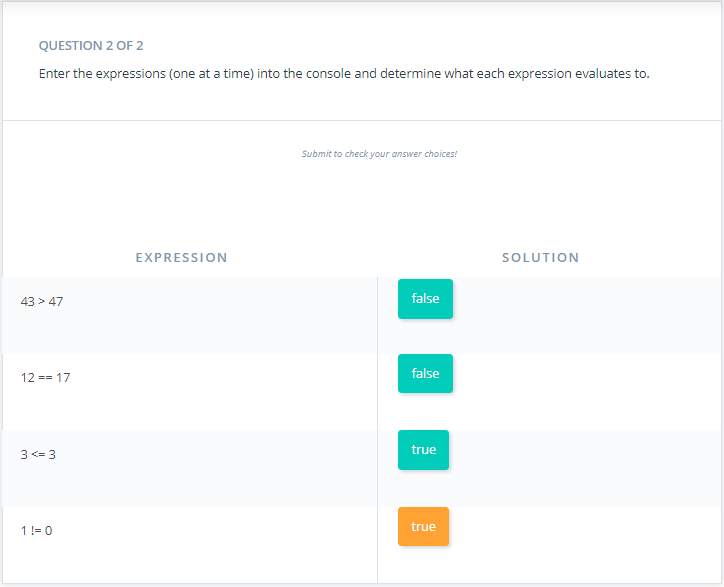 QUESTION 2 OF 2
Enter the expressions (one at a time) into the console and determine what each expression evaluates to.
Submit to check your answer choices!
EXPRESSION SOLUTION
43 > 47 false
12 == 17 false
3 <= 3 true
1 != 0 true